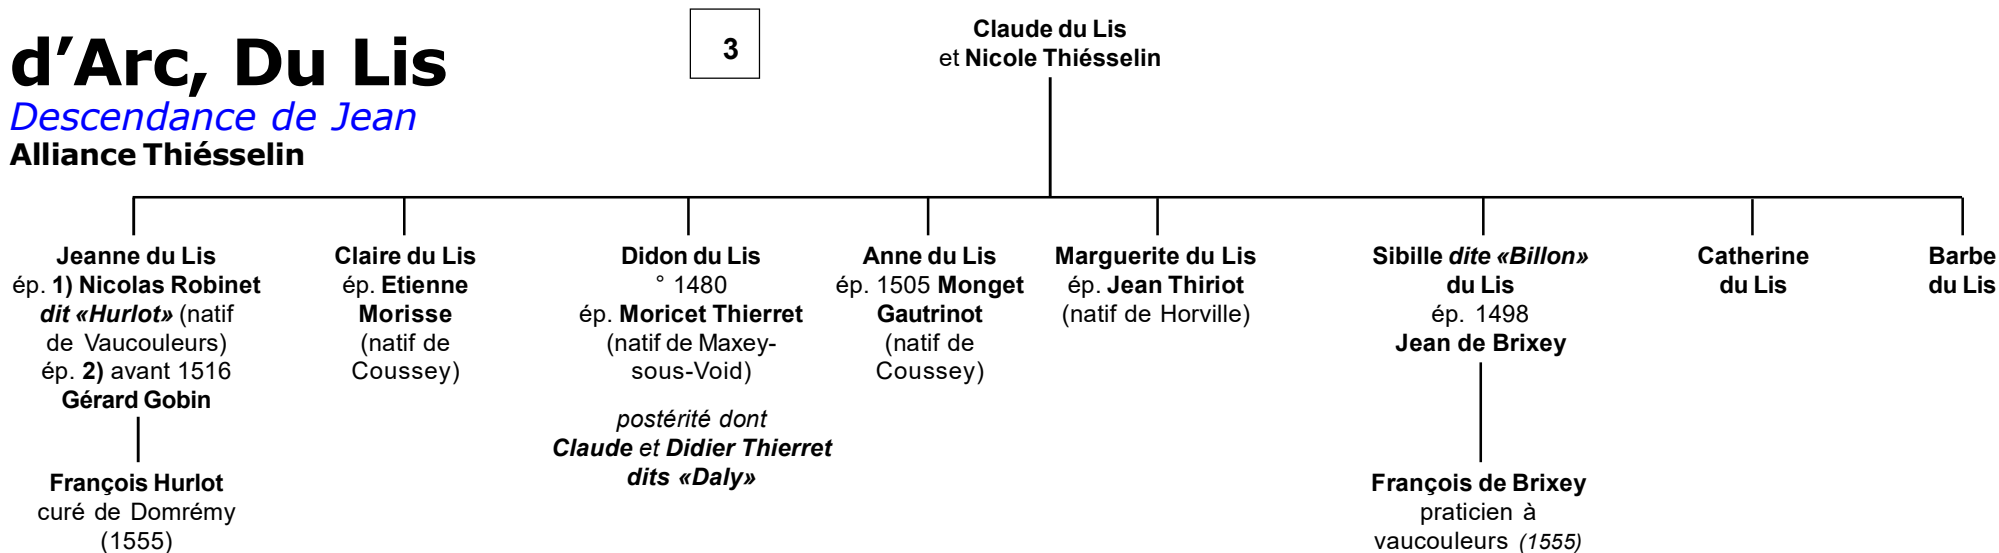 d’Arc, Du Lis
Descendance de Jean
Alliance Thiésselin
3
Claude du Lis
et Nicole Thiésselin
Jeanne du Lis
ép. 1) Nicolas Robinet
dit «Hurlot» (natif
de Vaucouleurs)
ép. 2) avant 1516
Gérard Gobin
François Hurlot
curé de Domrémy
(1555)
Claire du Lis
ép. Etienne
Morisse
(natif de
Coussey)
Didon du Lis
° 1480
ép. Moricet Thierret
(natif de Maxey-
sous-Void)
postérité dont
Claude et Didier Thierret
dits «Daly»
Anne du Lis
ép. 1505 Monget
Gautrinot
(natif de
Coussey)
Marguerite du Lis
ép. Jean Thiriot
(natif de Horville)
Sibille dite «Billon»
du Lis
ép. 1498
Jean de Brixey
François de Brixey
praticien à
vaucouleurs (1555)
Catherine
du Lis
Barbe
du Lis